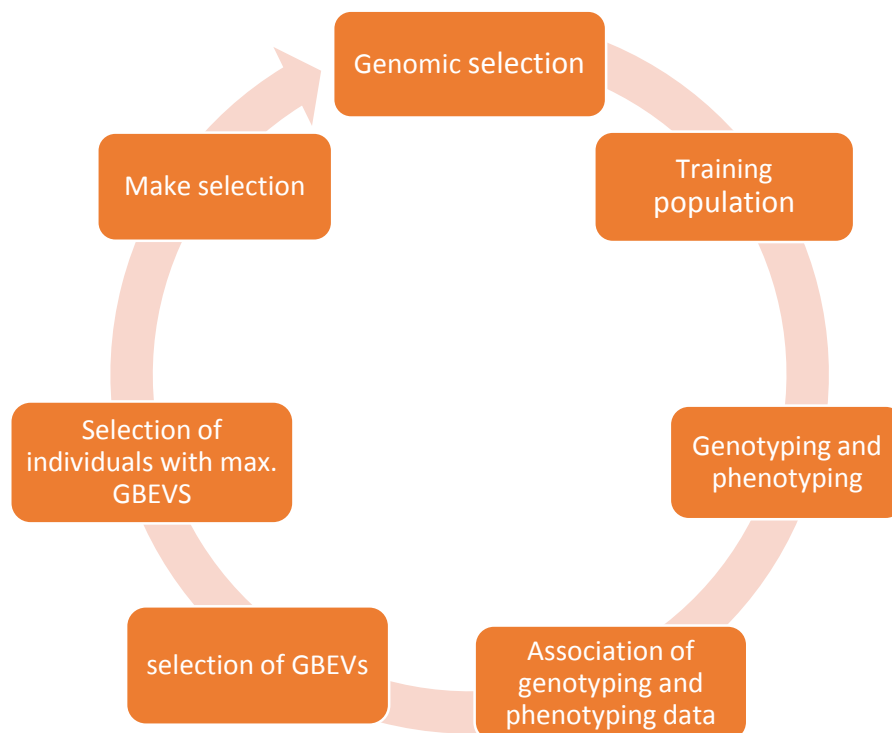 Genomic selection
Training
population
Genotyping and
phenotyping
Association of
genotyping and
phenotyping data
selection of GBEVs
Selection of
individuals with max.
GBEVS
Make selection